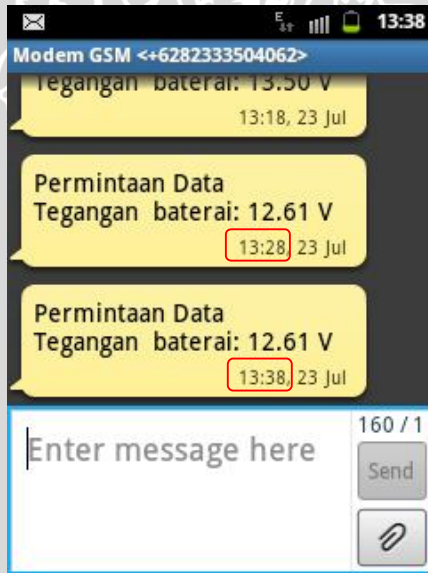 13:38
Modem GSM <+6282333504062>
Tegangan  baterai: 13.50 V
13:18, 23 Jul
Permintaan Data
Tegangan  baterai: 12.61 V
13:28, 23 Jul
Permintaan Data
Tegangan  baterai: 12.61 V
13:38, 23 Jul
160 / 1
Enter message here
Send